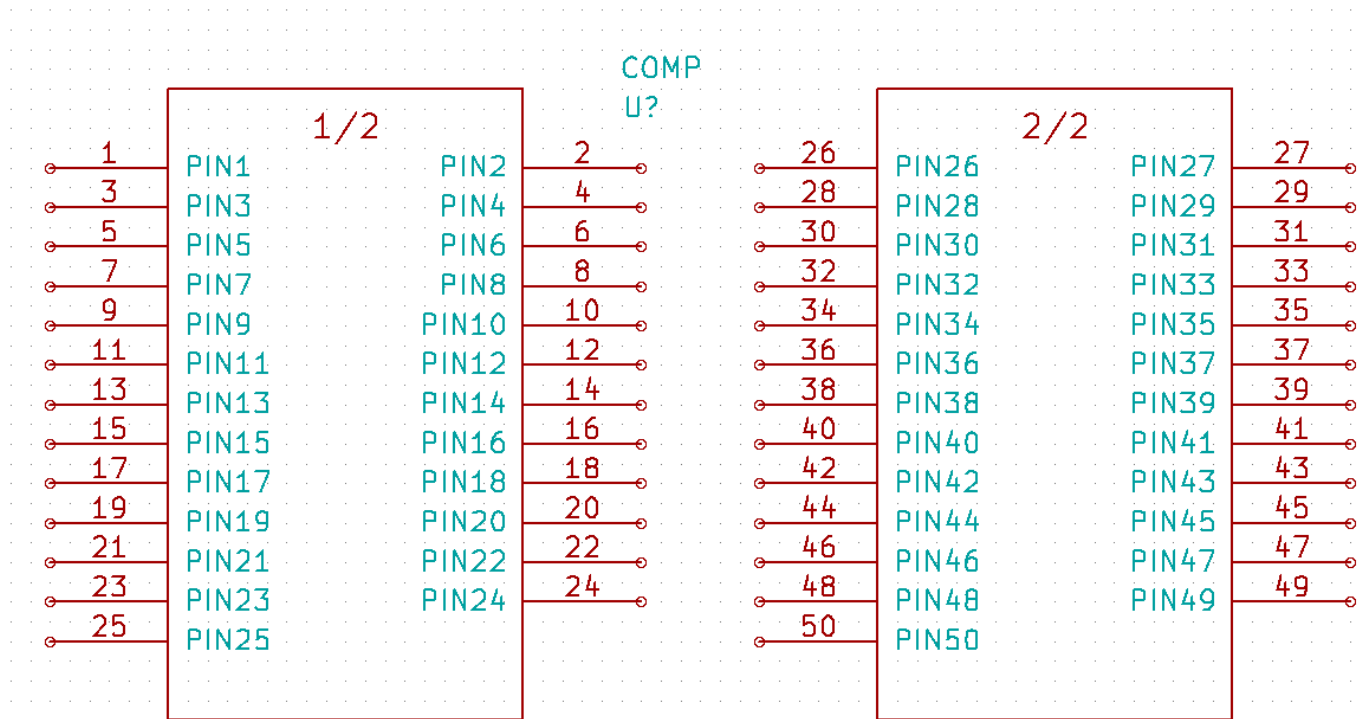 COMP
U?
1/2
1 PIN1 PIN2 2
3 PIN3 PIN4 4
5 PIN5 PIN6 6
7 PIN7 PIN8 8
9 PIN9 PIN10 10
11 PIN11 PIN12 12
13 PIN13 PIN14 14
15 PIN15 PIN16 16
17 PIN17 PIN18 18
19 PIN19 PIN20 20
21 PIN21 PIN22 22
23 PIN23 PIN24 24
25 PIN25
2/2
26 PIN26 PIN27 27
28 PIN28 PIN29 29
30 PIN30 PIN31 31
32 PIN32 PIN33 33
34 PIN34 PIN35 35
36 PIN36 PIN37 37
38 PIN38 PIN39 39
40 PIN40 PIN41 41
42 PIN42 PIN43 43
44 PIN44 PIN45 45
46 PIN46 PIN47 47
48 PIN48 PIN49 49
50 PIN50